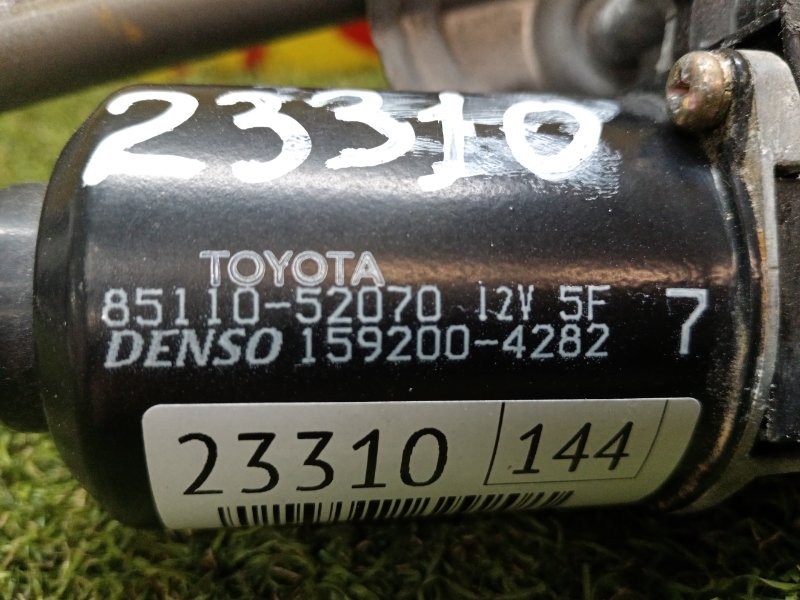 23310
TOYOTA
85110-52070 12V 5F 7
DENSO 159200-4282
23310 144